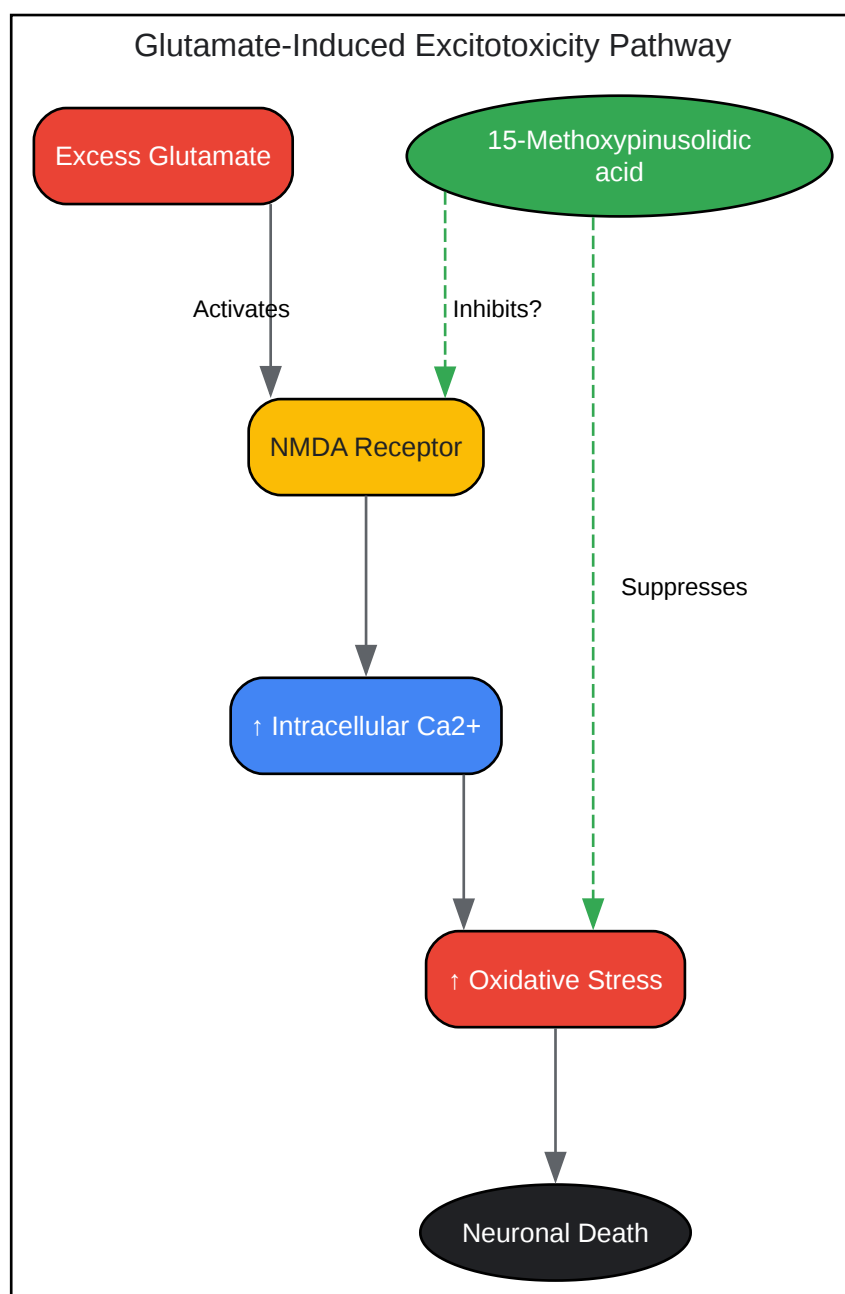 Glutamate-Induced Excitotoxicity Pathway
Excess Glutamate
15-Methoxypinusolidic
acid
Activates
Inhibits?
NMDA Receptor
Suppresses
↑ Intracellular Ca2+
↑ Oxidative Stress
Neuronal Death